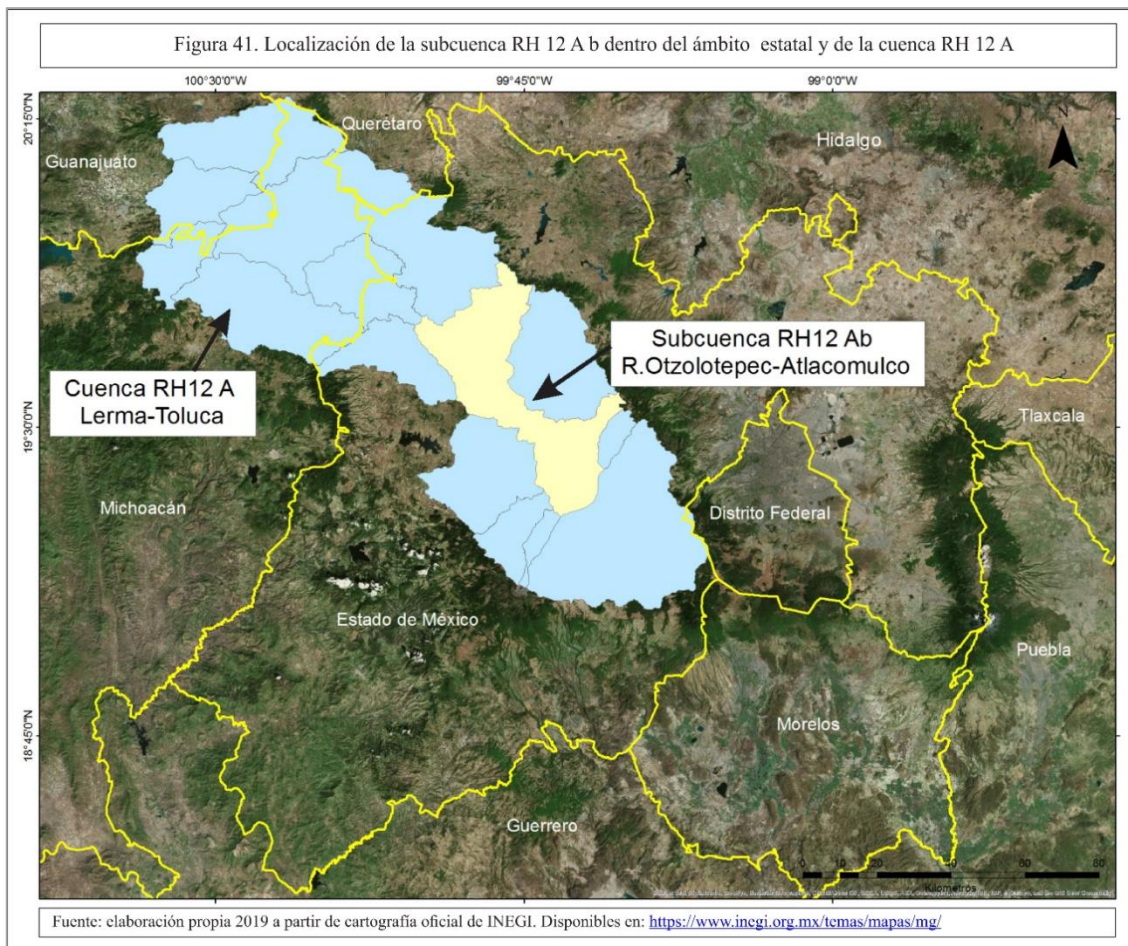 Figura 41. Localización de la subcuenca RH 12 A b dentro del ámbito estatal y de la cuenca RH 12 A
100°30'0"W
99°45'0"W
99°0'0"W
20°15'0"N
Querétaro
Hidalgo
N
Guanajuato
Subcuenca RH12 Ab
R.Otzolotepec-Atlacomulco
Cuenca RH12 A
Lerma-Toluca
Tlaxcala
19°30'0"N
Michoacán
Distrito Federal
Estado de México
Puebla
Morelos
18°45'0"N
Guerrero
0
20
40
60
80
Kilómetros
Fuente: elaboración propia 2019 a partir de cartografía oficial de INEGI. Disponibles en: https://www.inegi.org.mx/temas/mapas/mg/